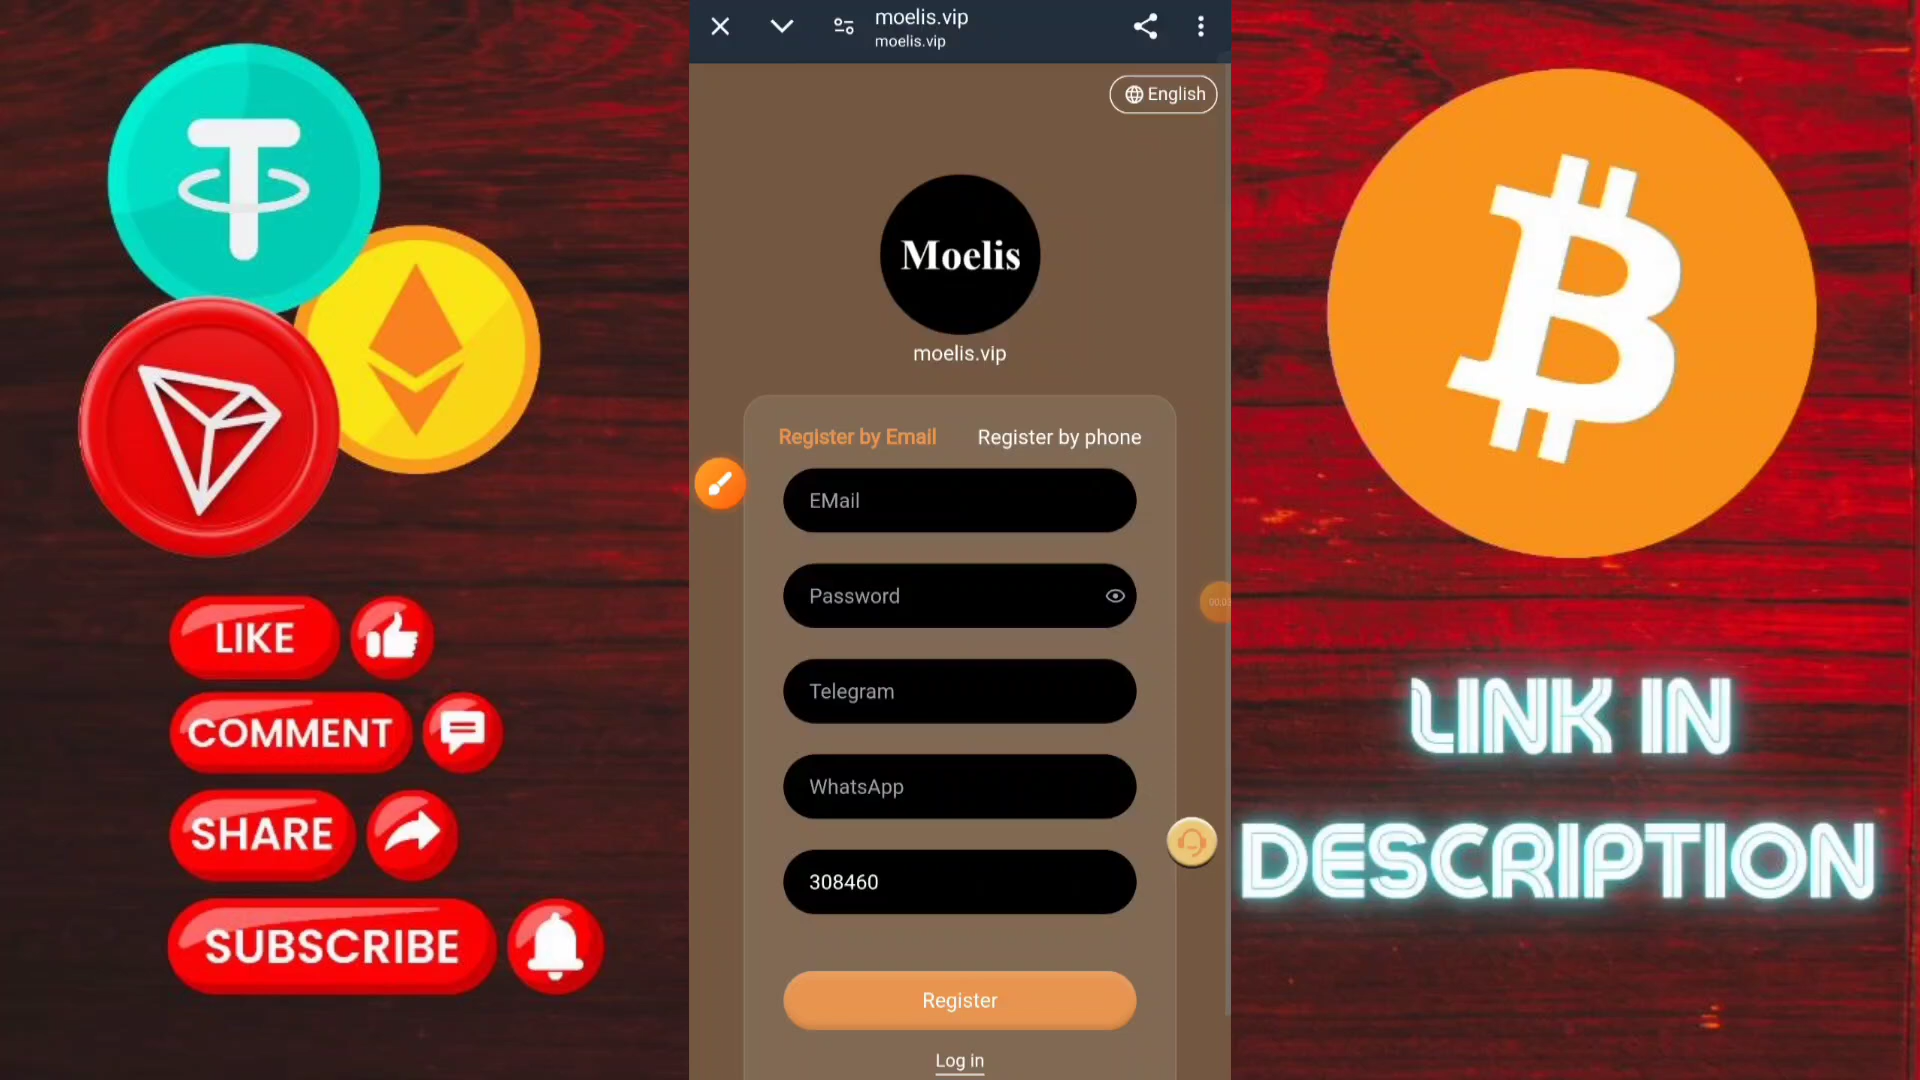 moelis.vip
moelis.vip
English
Moelis
moelis.vip
Register by Email
Register by phone
EMail
Password
Telegram
WhatsApp
308460
Register
Log in
LIKE
COMMENT
SHARE
SUBSCRIBE
LINK IN
DESCRIPTION